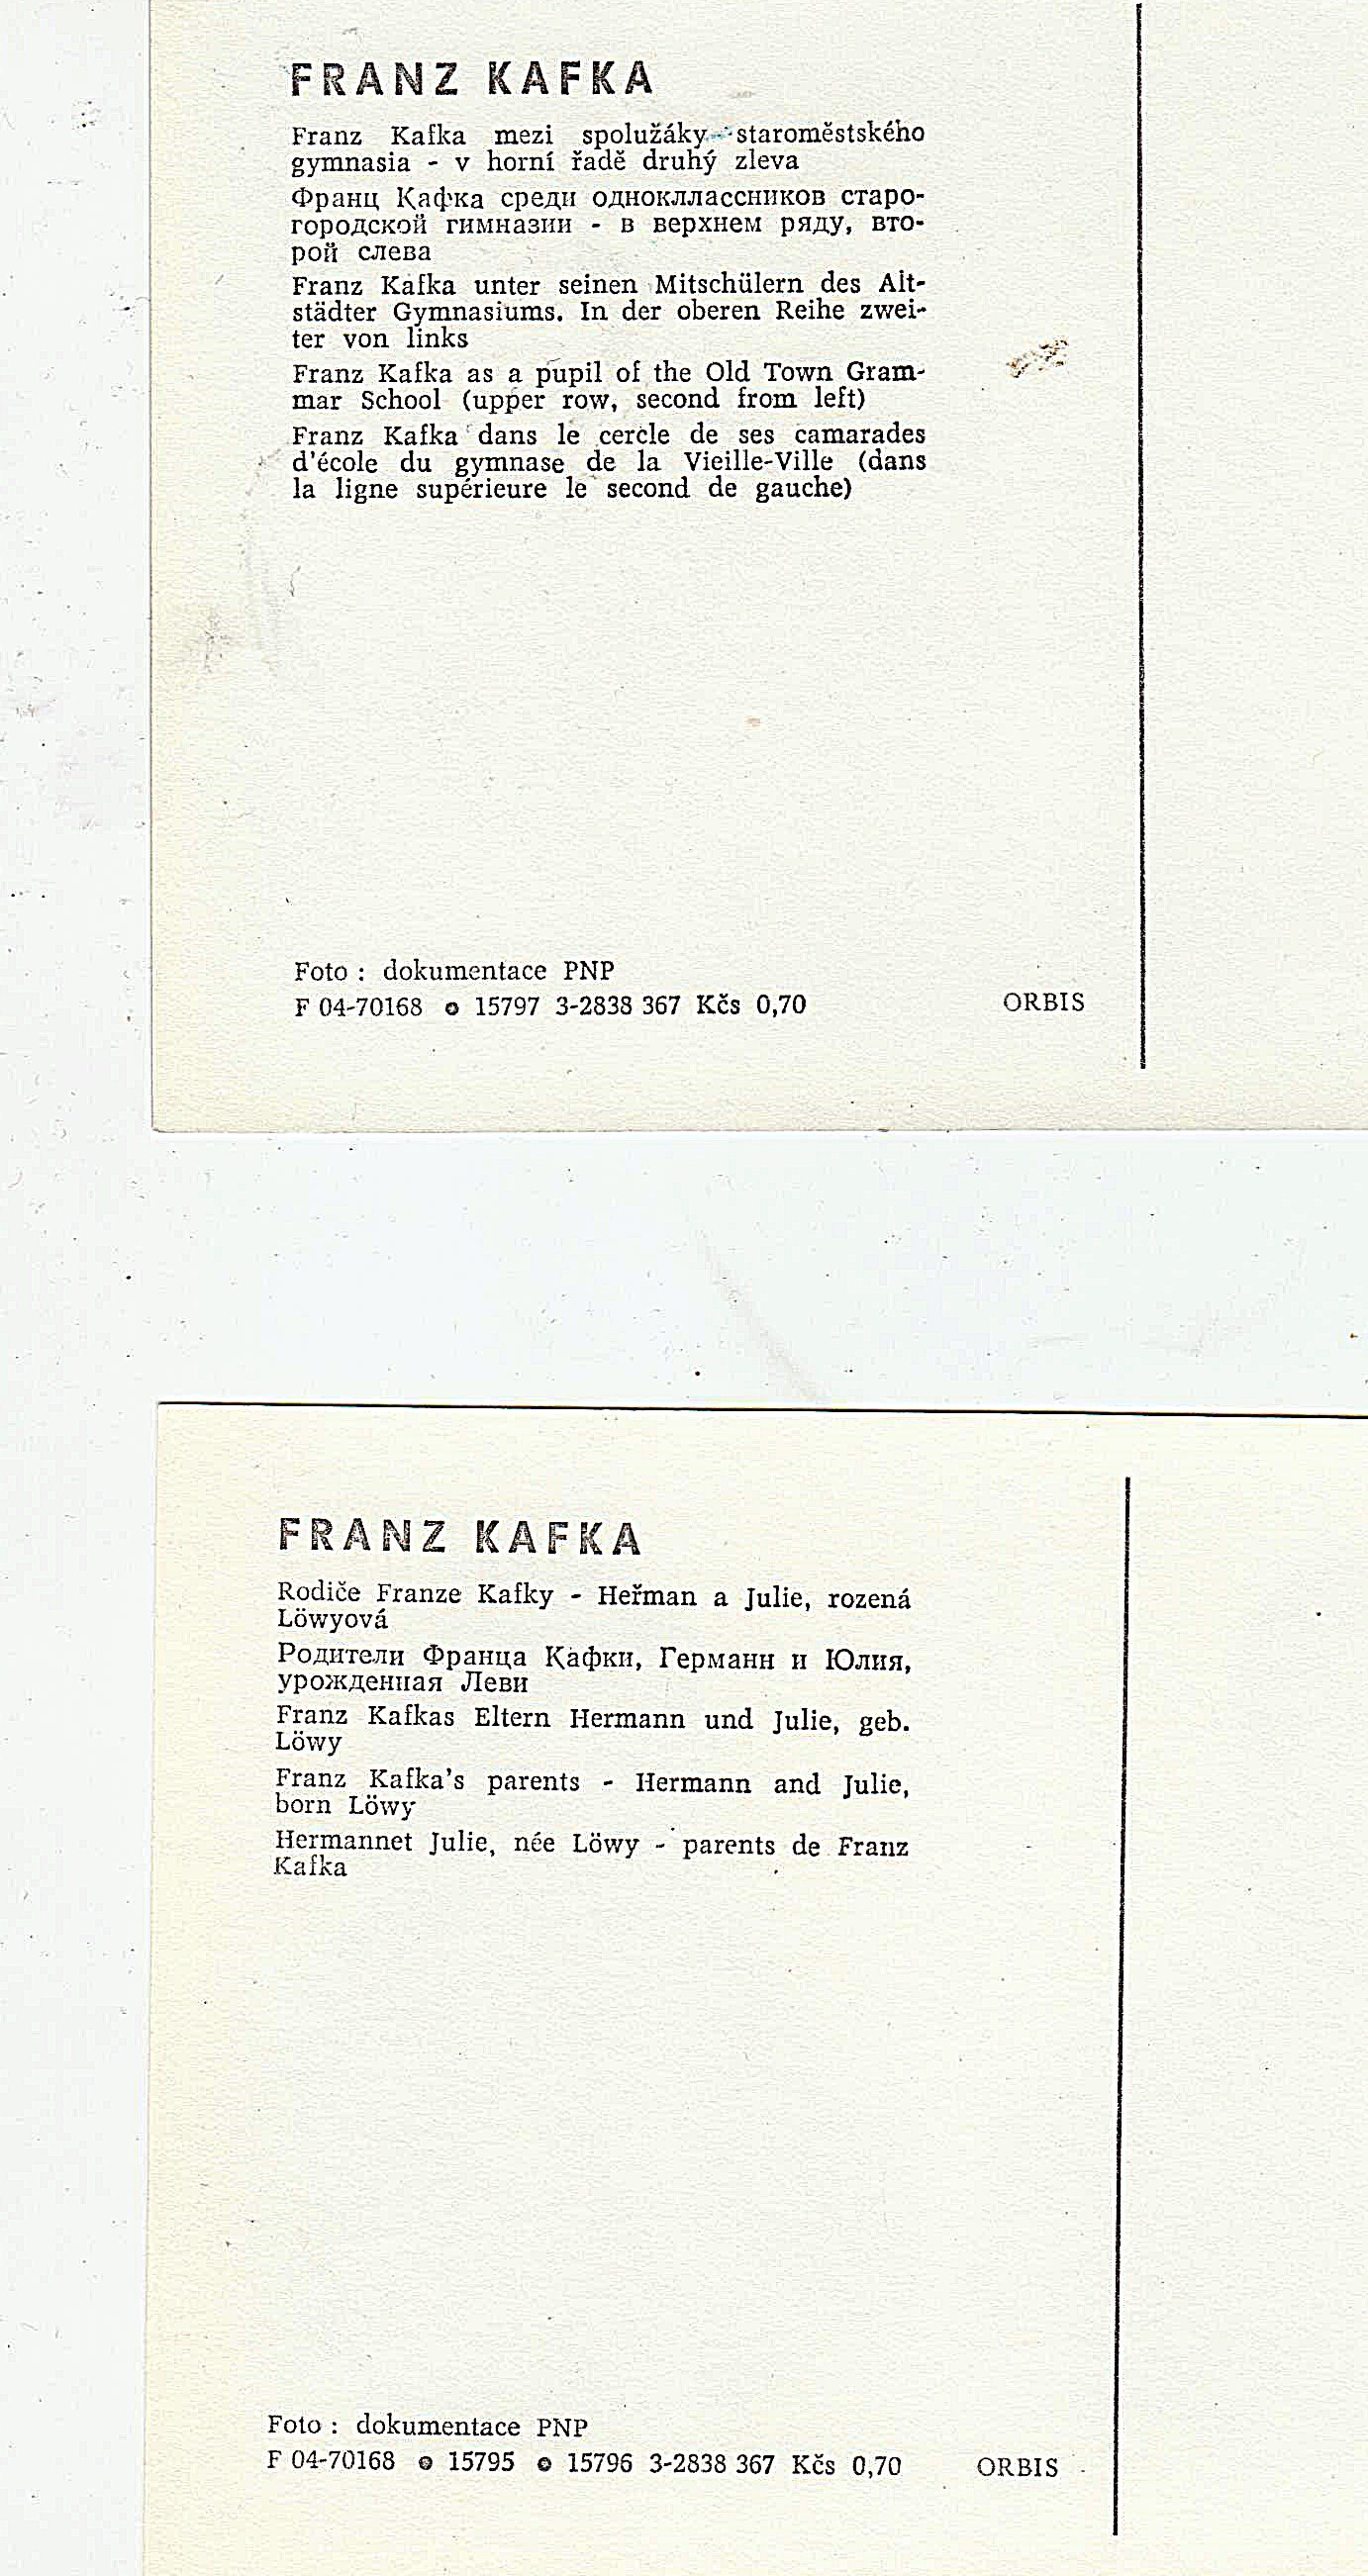 FRANZ KAFKA
Franz Kafka mezi spolužáky staroměstského
gymnasia - v horní řadě druhý zleva
Франц Кафка среди однокллассников старо-
городской гимназии - в верхнем ряду, вто-
рой слева
Franz Kafka unter seinen Mitschülern des Alt-
städter Gymnasiums. In der oberen Reihe zwei-
ter von links
Franz Kafka as a pupil of the Old Town Gram-
mar School (upper row, second from left)
Franz Kafka dans le cercle de ses camarades
d'école du gymnase de la Vieille-Ville (dans
la ligne supérieure le second de gauche)
Foto : dokumentace PNP
F 04-70168 15797 3-2838 367 Kčs 0,70 ORBIS
FRANZ KAFKA
Rodiče Franze Kafky - Heřman a Julie, rozená
Löwyová
Родители Франца Кафки, Германн и Юлия,
урожденная Леви
Franz Kafkas Eltern Hermann und Julie, geb.
Löwy
Franz Kafka's parents - Hermann and Julie,
born Löwy
Hermannet Julie, née Löwy - parents de Franz
Kafka
Foto : dokumentace PNP
F 04-70168 15795 15796 3-2838 367 Kčs 0,70 ORBIS